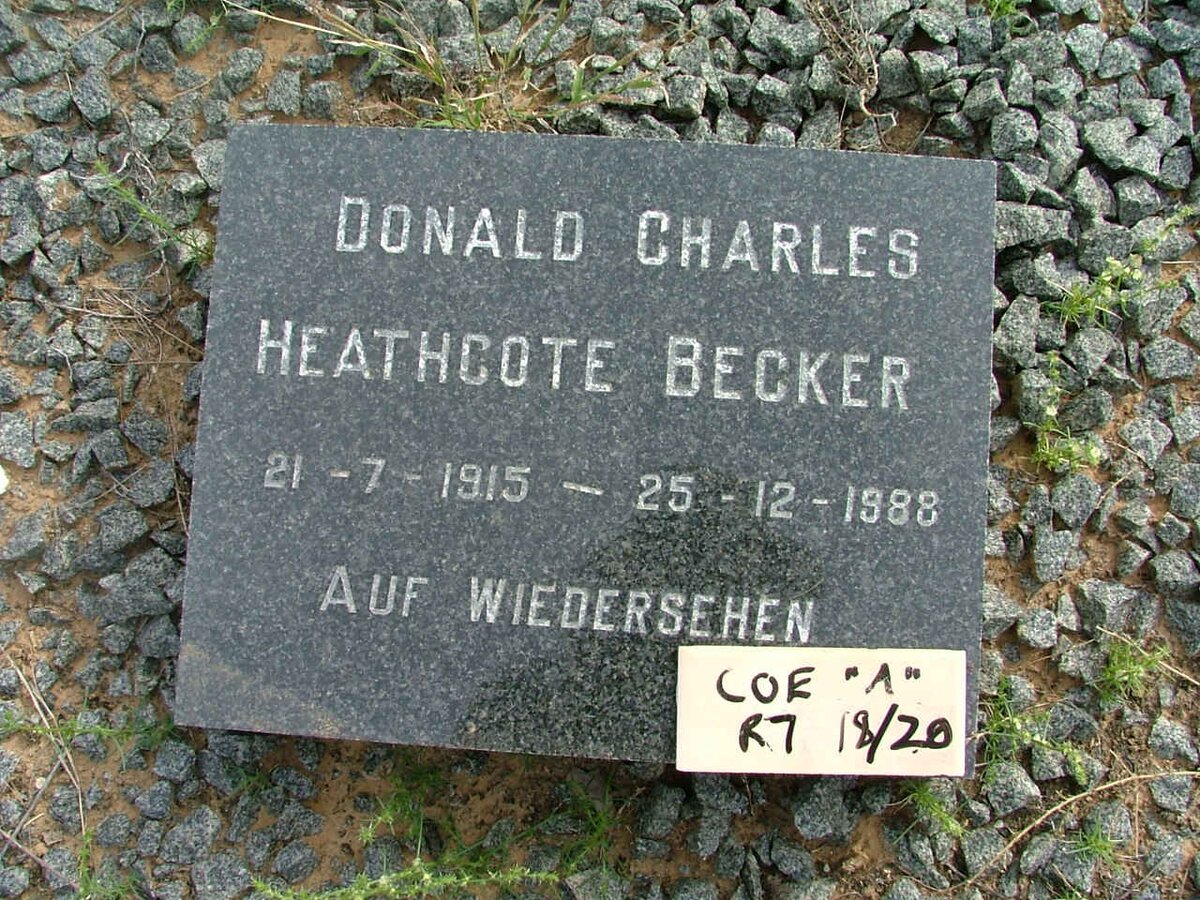 DONALD CHARLES
HEATHCOTE BECKER
21 - 7 - 1915 - 25 - 12 - 1988
AUF WIEDERSEHEN
COE "A"
R7 18/20